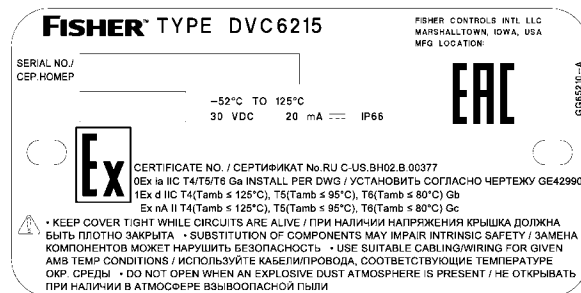 FISHER™ TYPE DVC6215
FISHER CONTROLS INTL LLC
MARSHALLTOWN, IOWA, USA
MFG LOCATION:
SERIAL NO./
СЕР.НОМЕР
-52°C TO 125°C
30 VDC 20 mA ⎓ IP66
EAC
GG65210-A
Ex
CERTIFICATE NO. / СЕРТИФИКАТ No.RU C-US.BH02.B.00377
0Ex ia IIC T4/T5/T6 Ga INSTALL PER DWG / УСТАНОВИТЬ СОГЛАСНО ЧЕРТЕЖУ GE42990
1Ex d IIC T4(Tamb ≤ 125°C), T5(Tamb ≤ 95°C), T6(Tamb ≤ 80°C) Gb
Ex nA II T4(Tamb ≤ 125°C), T5(Tamb ≤ 95°C), T6(Tamb ≤ 80°C) Gc
• KEEP COVER TIGHT WHILE CIRCUITS ARE ALIVE / ПРИ НАЛИЧИИ НАПРЯЖЕНИЯ КРЫШКА ДОЛЖНА
БЫТЬ ПЛОТНО ЗАКРЫТА • SUBSTITUTION OF COMPONENTS MAY IMPAIR INTRINSIC SAFETY / ЗАМЕНА
КОМПОНЕНТОВ МОЖЕТ НАРУШИТЬ БЕЗОПАСНОСТЬ • USE SUITABLE CABLING/WIRING FOR GIVEN
AMB TEMP CONDITIONS / ИСПОЛЬЗУЙТЕ КАБЕЛИ/ПРОВОДА, СООТВЕТСТВУЮЩИЕ ТЕМПЕРАТУРЕ
ОКР. СРЕДЫ • DO NOT OPEN WHEN AN EXPLOSIVE DUST ATMOSPHERE IS PRESENT / НЕ ОТКРЫВАТЬ
ПРИ НАЛИЧИИ В АТМОСФЕРЕ ВЗЫВООПАСНОЙ ПЫЛИ